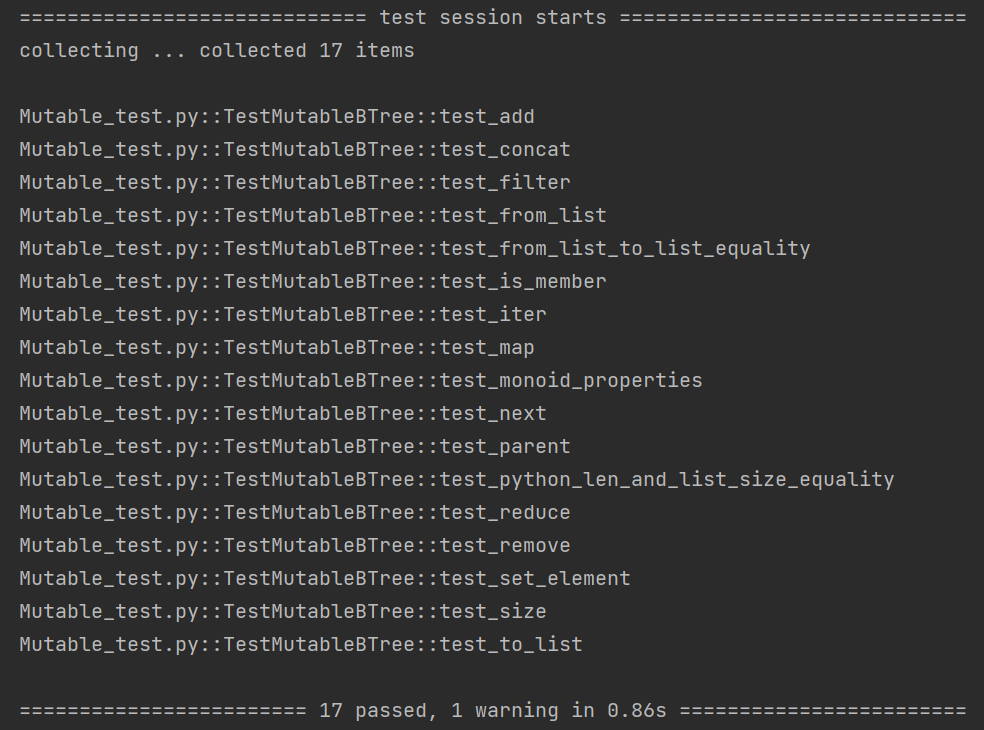 ============================= test session starts =============================
collecting ... collected 17 items
Mutable_test.py::TestMutableBTree::test_add
Mutable_test.py::TestMutableBTree::test_concat
Mutable_test.py::TestMutableBTree::test_filter
Mutable_test.py::TestMutableBTree::test_from_list
Mutable_test.py::TestMutableBTree::test_from_list_to_list_equality
Mutable_test.py::TestMutableBTree::test_is_member
Mutable_test.py::TestMutableBTree::test_iter
Mutable_test.py::TestMutableBTree::test_map
Mutable_test.py::TestMutableBTree::test_monoid_properties
Mutable_test.py::TestMutableBTree::test_next
Mutable_test.py::TestMutableBTree::test_parent
Mutable_test.py::TestMutableBTree::test_python_len_and_list_size_equality
Mutable_test.py::TestMutableBTree::test_reduce
Mutable_test.py::TestMutableBTree::test_remove
Mutable_test.py::TestMutableBTree::test_set_element
Mutable_test.py::TestMutableBTree::test_size
Mutable_test.py::TestMutableBTree::test_to_list
======================== 17 passed, 1 warning in 0.86s ========================